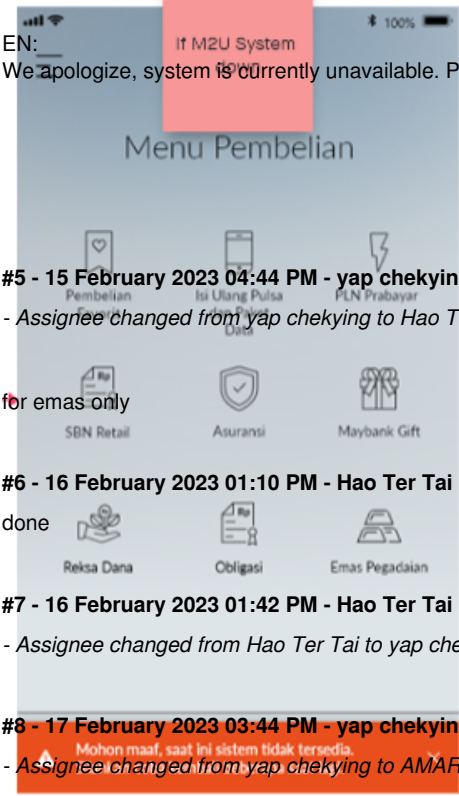 100%
If M2U System
down
EN:
We apologize, system is currently unavailable. P
Menu Pembelian
#5 - 15 February 2023 04:44 PM - yap chekyin
Pembelian
Favorit
Isi Ulang Pulsa
dan Paket
Data
PLN Prabayar
- Assignee changed from yap chekying to Hao T
for emas only
SBN Retail
Asuransi
Maybank Gift
#6 - 16 February 2023 01:10 PM - Hao Ter Tai
done
Reksa Dana
Obligasi
Emas Pegadaian
#7 - 16 February 2023 01:42 PM - Hao Ter Tai
- Assignee changed from Hao Ter Tai to yap che
#8 - 17 February 2023 03:44 PM - yap chekyin
Mohon maaf, saat ini sistem tidak tersedia.
- Assignee changed from yap chekying to AMAR